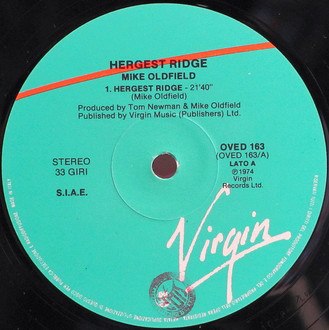 HERGEST RIDGE
MIKE OLDFIELD
1. HERGEST RIDGE - 21'40"
(Mike Oldfield)
Produced by Tom Newman & Mike Oldfield
Published by Virgin Music (Publishers) Ltd.
STEREO
33 GIRI
S.I.A.E.
OVED 163
(OVED 163/A)
LATO A
Ⓟ 1974
Virgin
Records Ltd.
Virgin